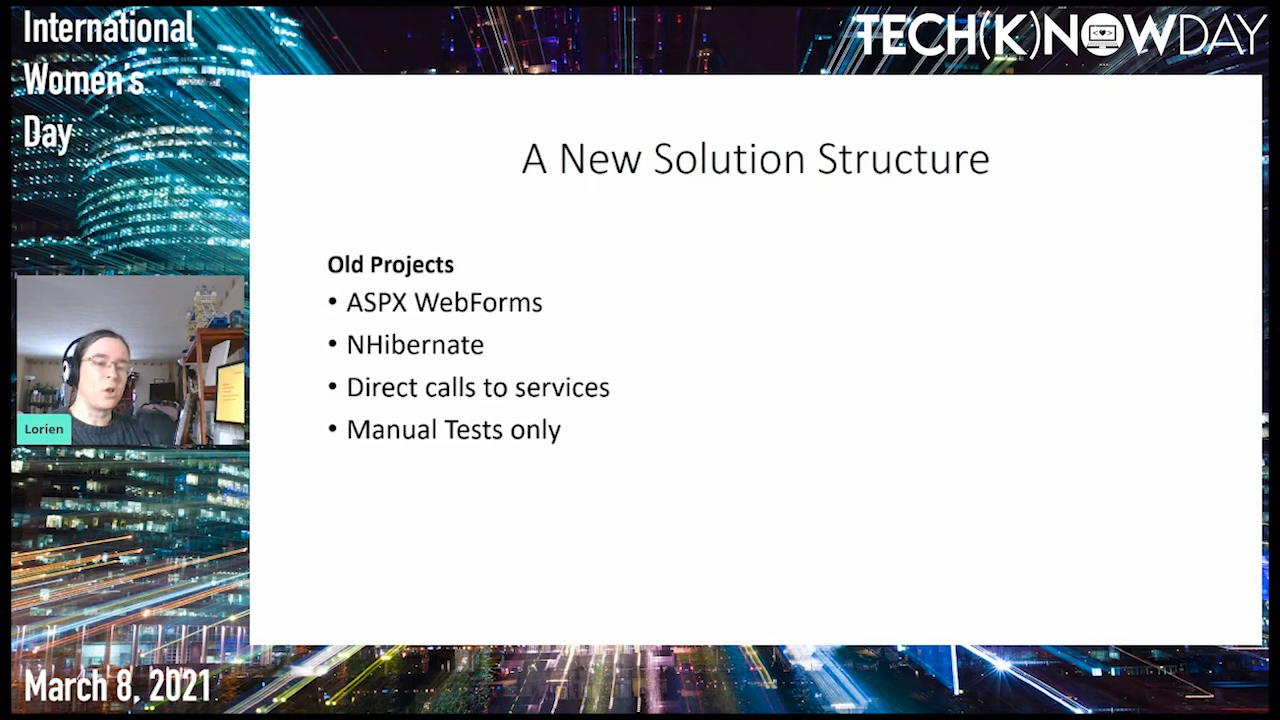 International
Women's
Day
TECH(K)NOWDAY
A New Solution Structure
Old Projects
• ASPX WebForms
• NHibernate
• Direct calls to services
• Manual Tests only
Lorien
March 8, 2021